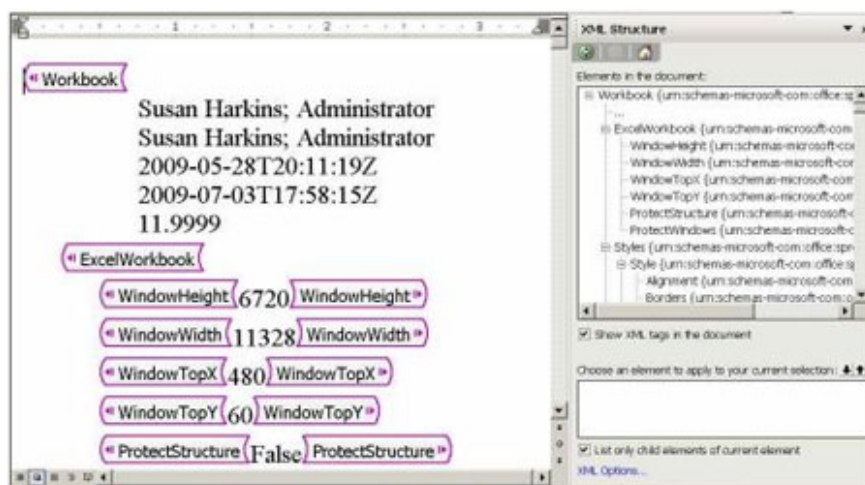 1 2 3
Workbook
Susan Harkins; Administrator
Susan Harkins; Administrator
2009-05-28T20:11:19Z
2009-07-03T17:58:15Z
11.9999
ExcelWorkbook
WindowHeight 6720 WindowHeight
WindowWidth 11328 WindowWidth
WindowTopX 480 WindowTopX
WindowTopY 60 WindowTopY
ProtectStructure False ProtectStructure
XML Structure
Elements in the document:
Workbook {urn:schemas-microsoft-com:office:sp
...
ExcelWorkbook {urn:schemas-microsoft-com
WindowHeight {urn:schemas-microsoft-com
WindowWidth {urn:schemas-microsoft-com
WindowTopX {urn:schemas-microsoft-com
WindowTopY {urn:schemas-microsoft-com
ProtectStructure {urn:schemas-microsoft-c
ProtectWindows {urn:schemas-microsoft-c
Styles {urn:schemas-microsoft-com:office:spr
Style {urn:schemas-microsoft-com:office:s
Alignment {urn:schemas-microsoft-com
Borders {urn:schemas-microsoft-com:o
Show XML tags in the document
Choose an element to apply to your current selection:
List only child elements of current element
XML Options...